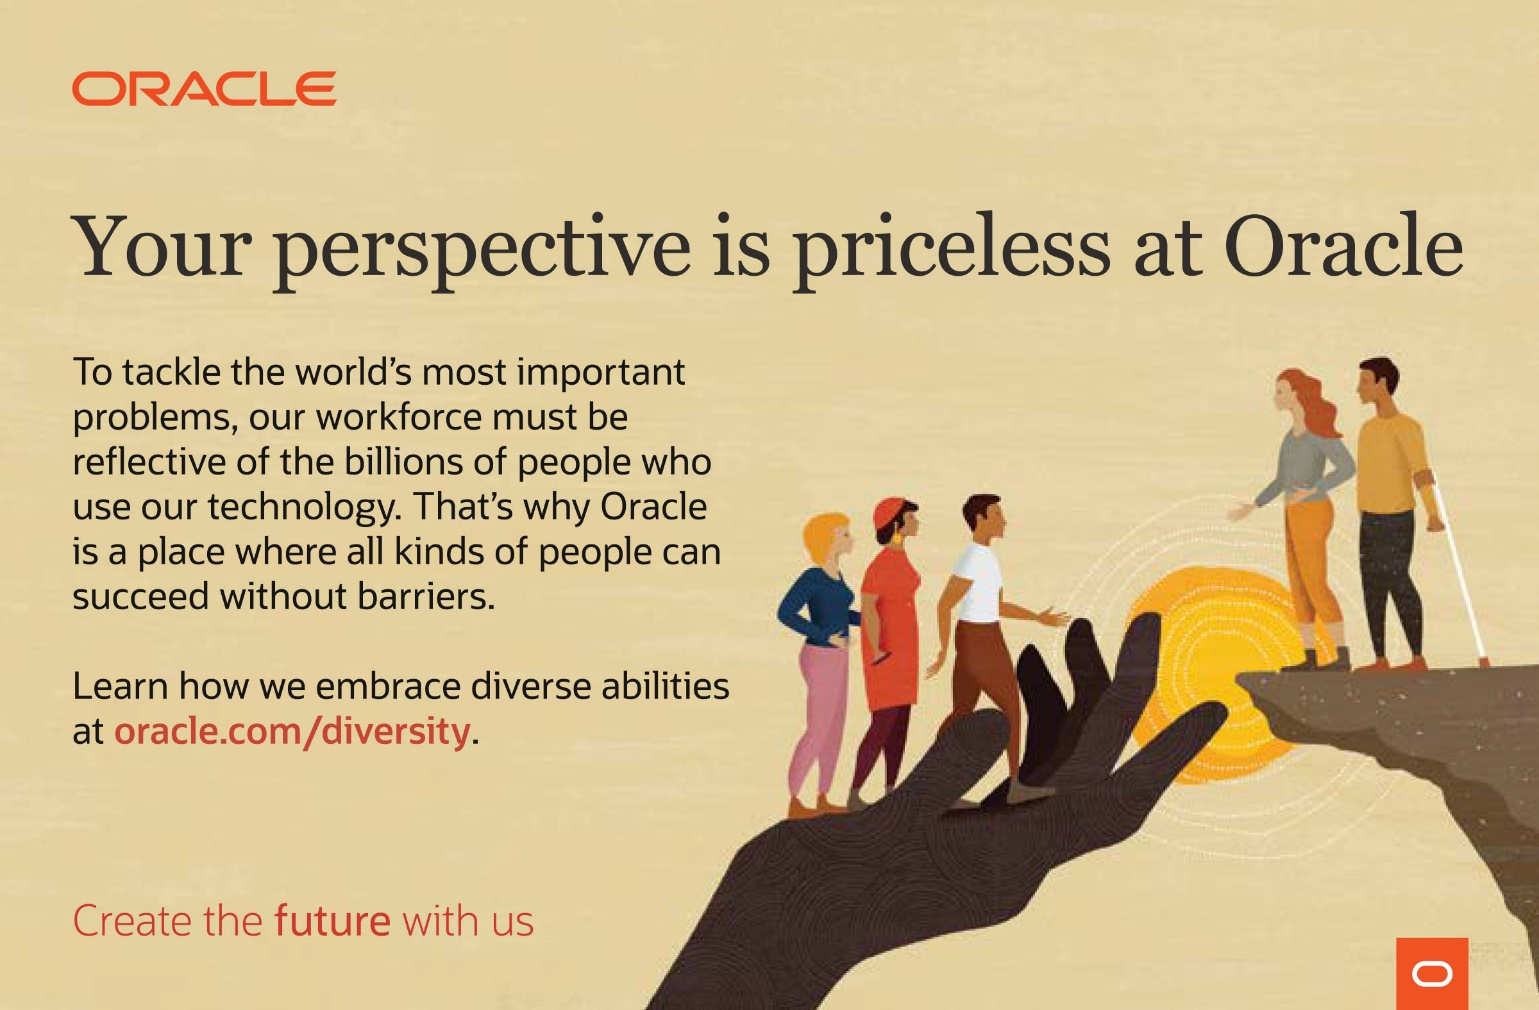 ORACLE
Your perspective is priceless at Oracle
To tackle the world’s most important
problems, our workforce must be
reflective of the billions of people who
use our technology. That’s why Oracle
is a place where all kinds of people can
succeed without barriers.
Learn how we embrace diverse abilities
at oracle.com/diversity.
Create the future with us